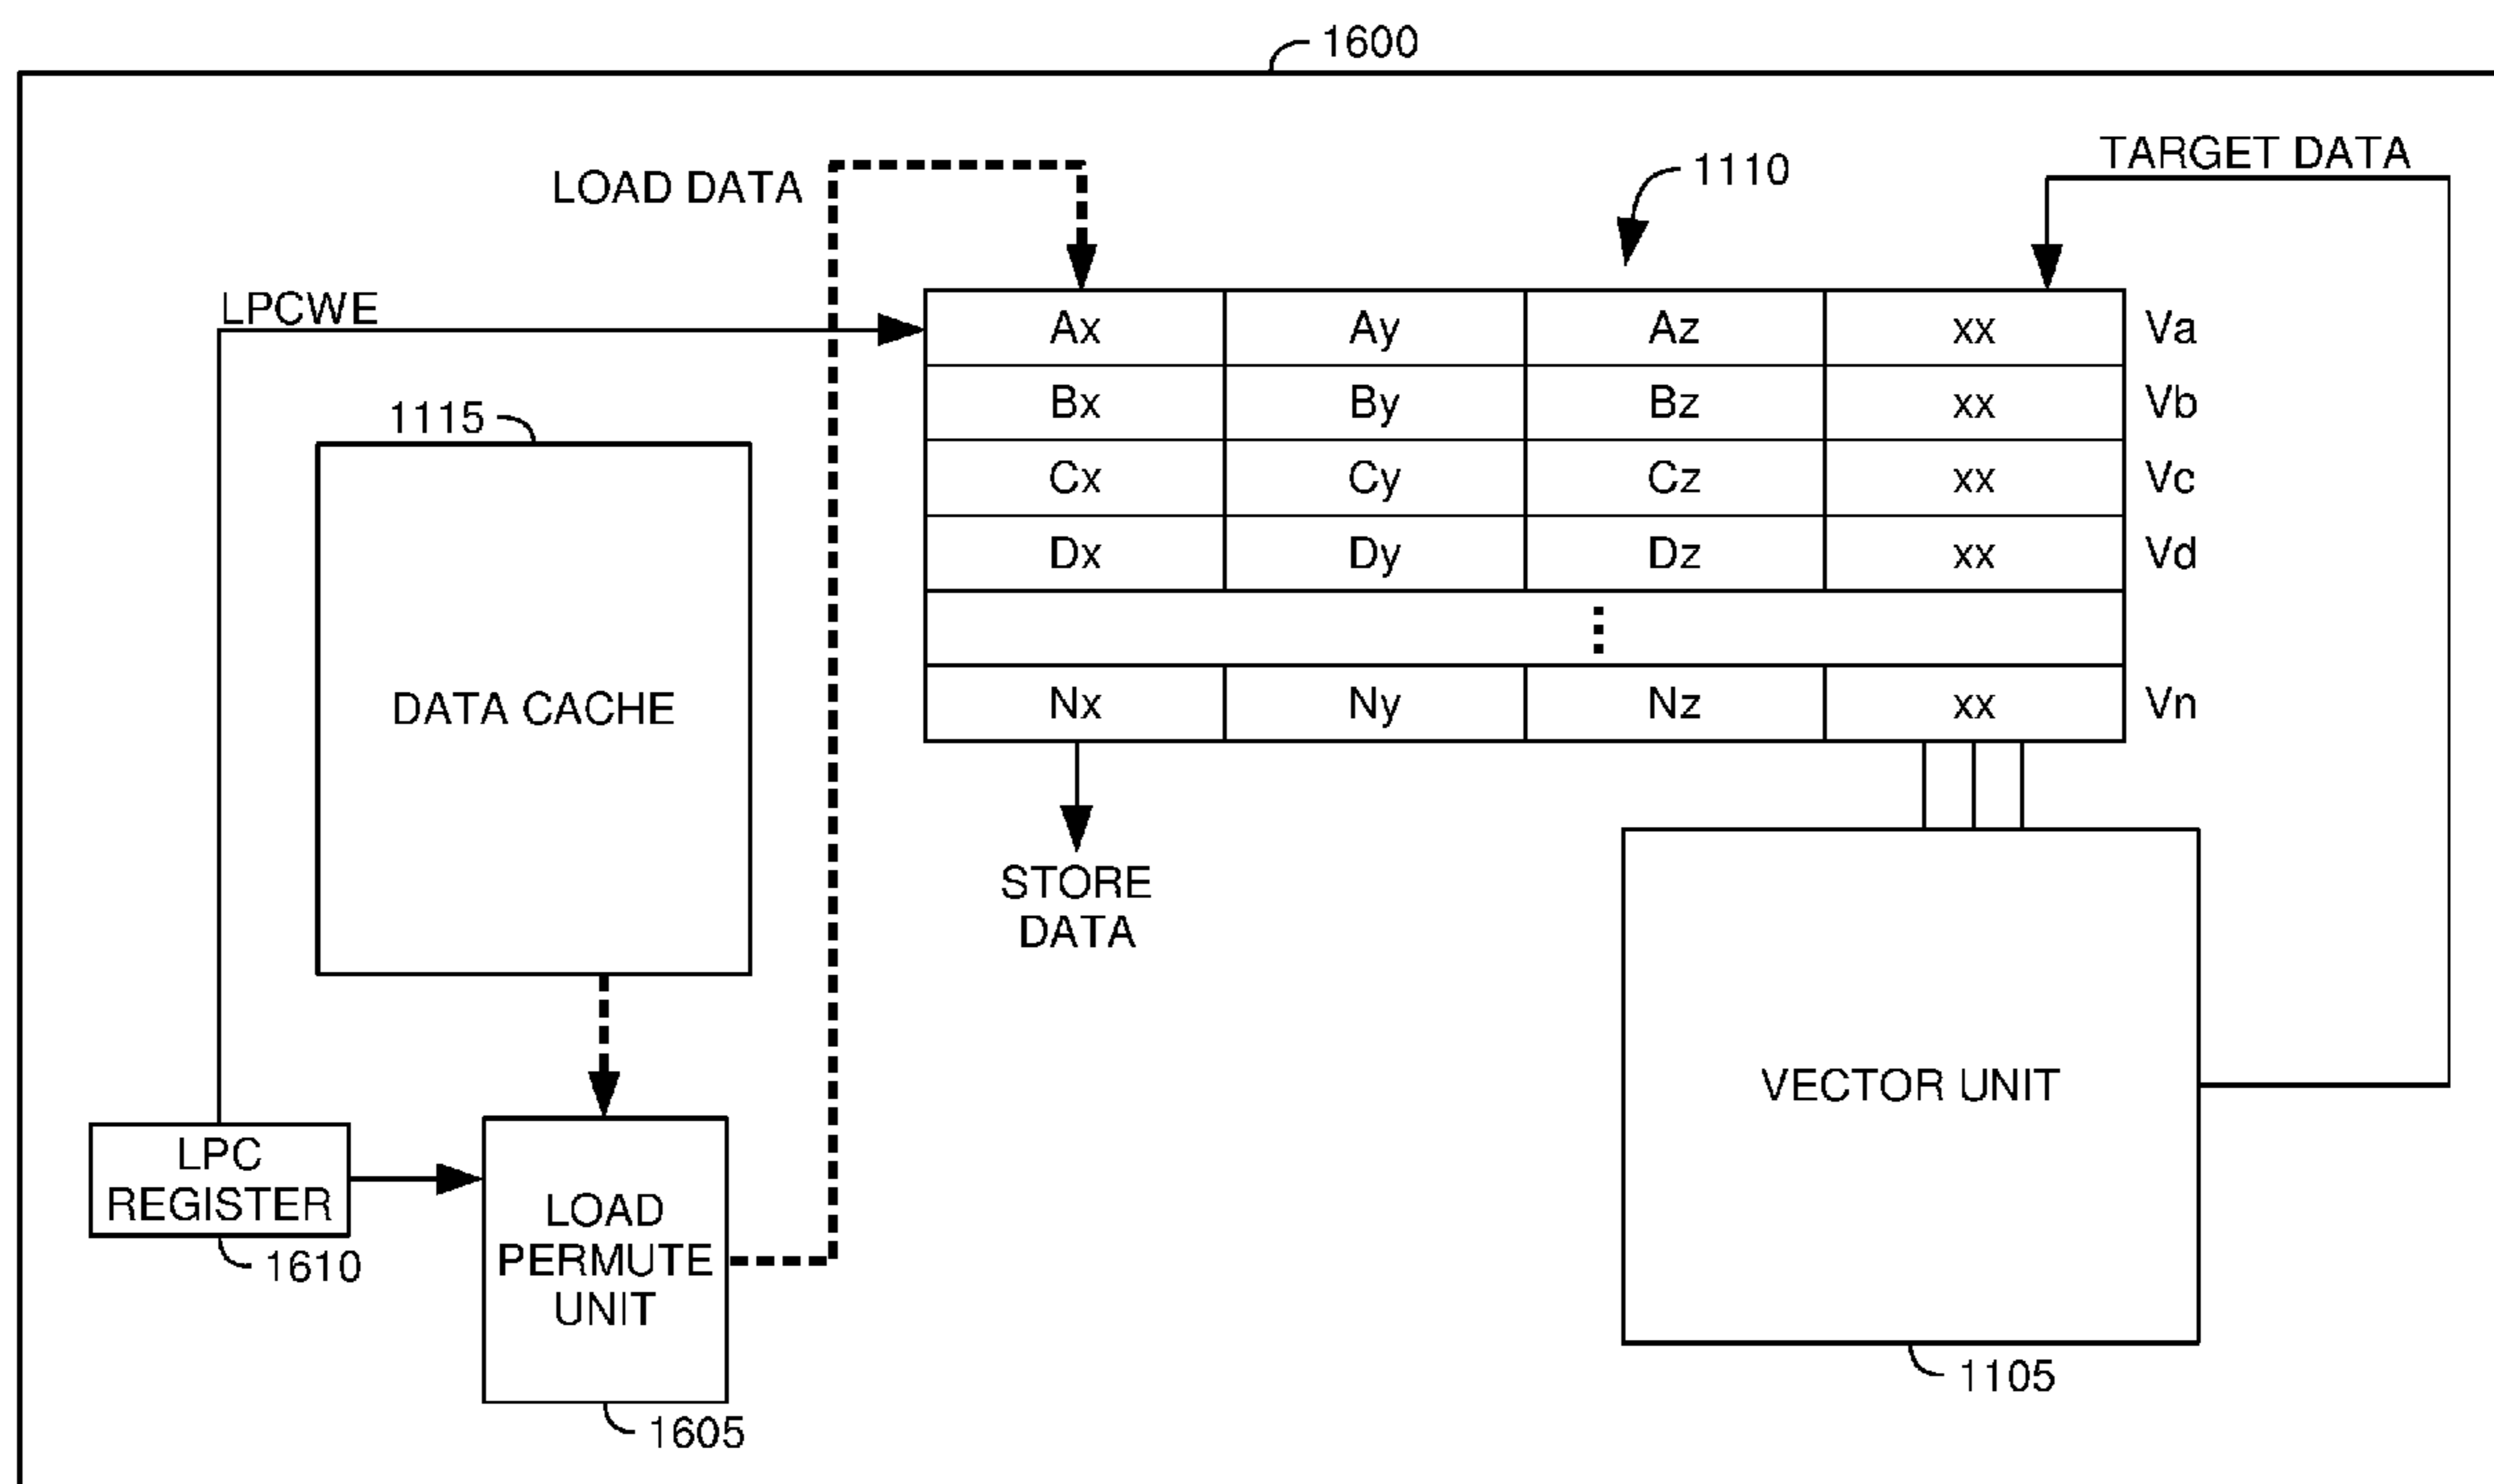 1600
TARGET DATA
LOAD DATA
1110
LPCWE
Ax Ay Az xx Va
Bx By Bz xx Vb
1115
Cx Cy Cz xx Vc
Dx Dy Dz xx Vd
DATA CACHE
Nx Ny Nz xx Vn
STORE
DATA
VECTOR UNIT
LPC
REGISTER
1610
LOAD
PERMUTE
UNIT
1105
1605